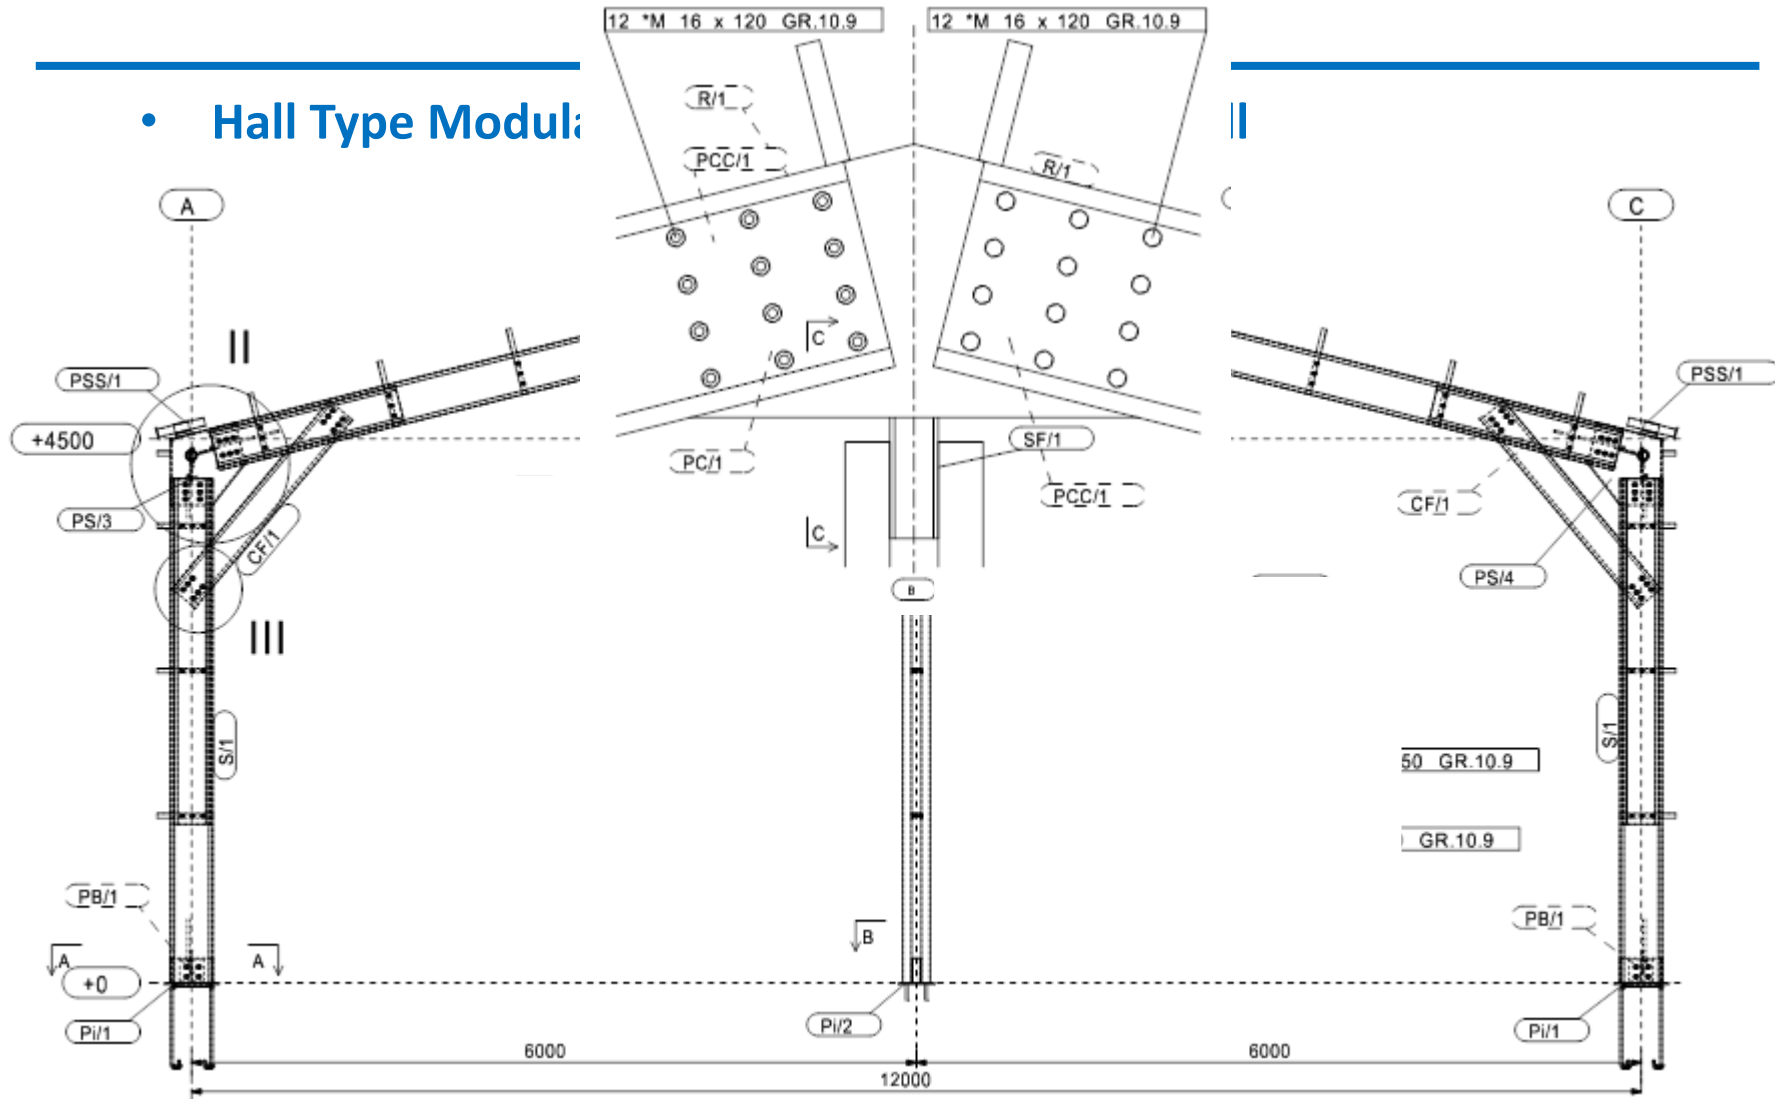 12 *M 16 x 120 GR.10.9
12 *M 16 x 120 GR.10.9
• Hall Type Modula
ll
R/1
PCC/1
R/1
A
C
II
C
PSS/1
PSS/1
+4500
SF/1
PC/1
PCC/1
CF/1
PS/3
CF/1
C
PS/4
B
III
S/1
S/1
50 GR.10.9
GR.10.9
PB/1
PB/1
A
A
B
+0
Pi/1
Pi/2
Pi/1
6000
6000
12000